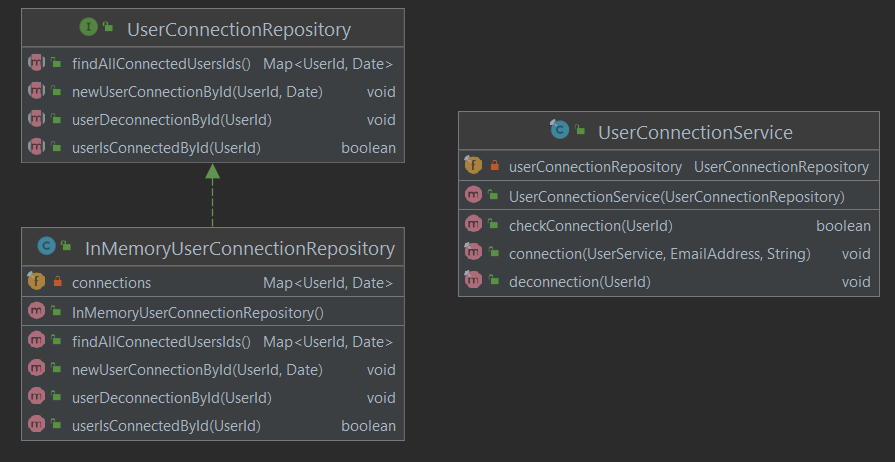 UserConnectionRepository
findAllConnectedUsersIds() Map<UserId, Date>
newUserConnectionById(UserId, Date) void
userDeconnectionById(UserId) void
userIsConnectedById(UserId) boolean
InMemoryUserConnectionRepository
connections Map<UserId, Date>
InMemoryUserConnectionRepository()
findAllConnectedUsersIds() Map<UserId, Date>
newUserConnectionById(UserId, Date) void
userDeconnectionById(UserId) void
userIsConnectedById(UserId) boolean
UserConnectionService
userConnectionRepository UserConnectionRepository
UserConnectionService(UserConnectionRepository)
checkConnection(UserId) boolean
connection(UserService, EmailAddress, String) void
deconnection(UserId) void